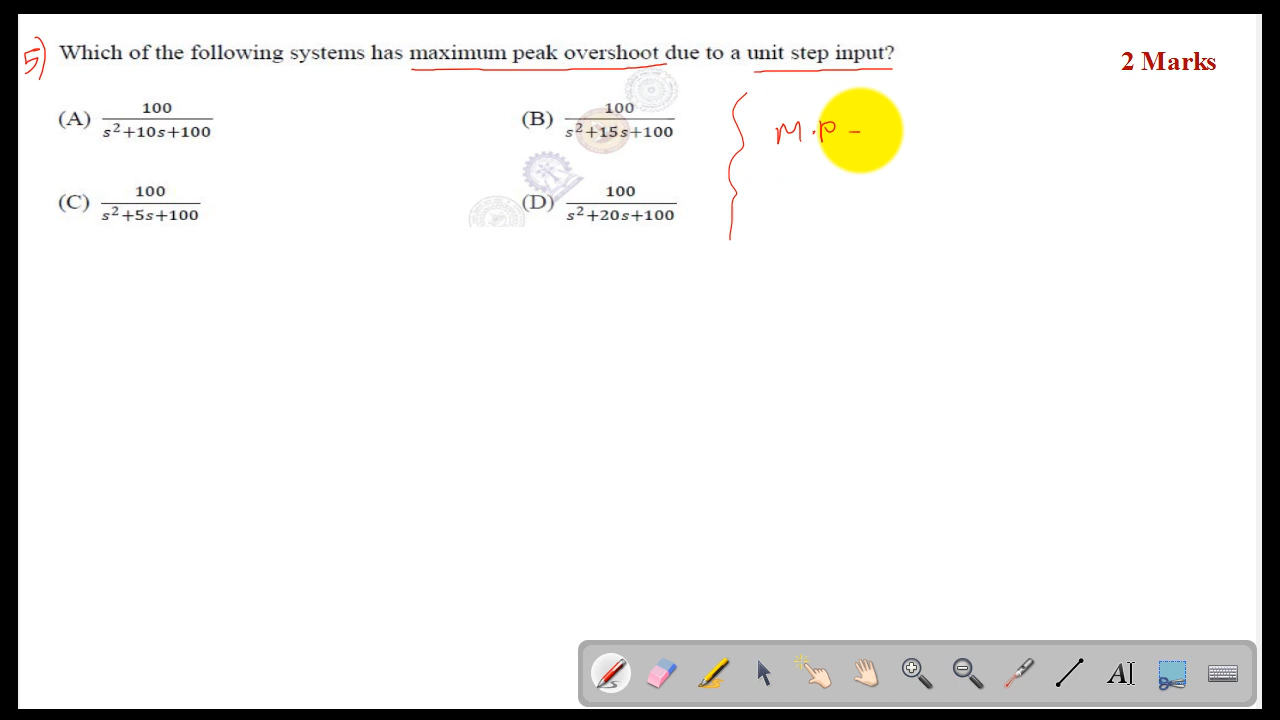 5) Which of the following systems has maximum peak overshoot due to a unit step input?
2 Marks
(A) 100/(s²+10s+100)
(B) 100/(s²+15s+100)
M.P -
(C) 100/(s²+5s+100)
(D) 100/(s²+20s+100)
A